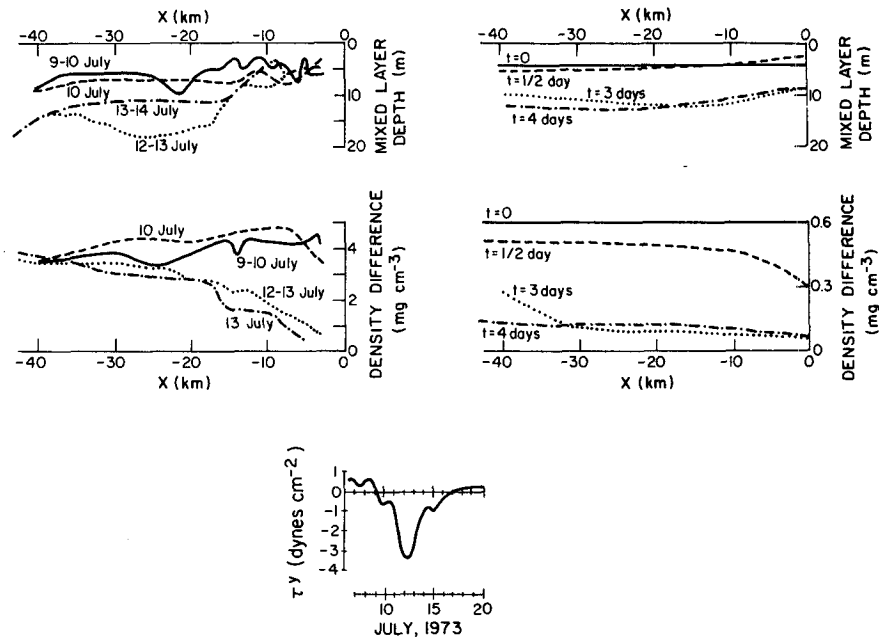 X (km)
-40 -30 -20 -10 0
9-10 July
10 July
13-14 July
12-13 July
0
10
20
MIXED LAYER
DEPTH (m)
X (km)
-40 -30 -20 -10 0
t=0
t=1/2 day
t=3 days
t=4 days
0
10
20
MIXED LAYER
DEPTH (m)
10 July
9-10 July
12-13 July
13 July
4
2
0
DENSITY DIFFERENCE
(mg cm⁻³)
-40 -30 -20 -10 0
X (km)
t=0
t=1/2 day
t=3 days
t=4 days
0.6
0.3
0
DENSITY DIFFERENCE
(mg cm⁻³)
-40 -30 -20 -10 0
X (km)
τʸ (dynes cm⁻²)
1
0
-1
-2
-3
-4
10 15 20
JULY, 1973